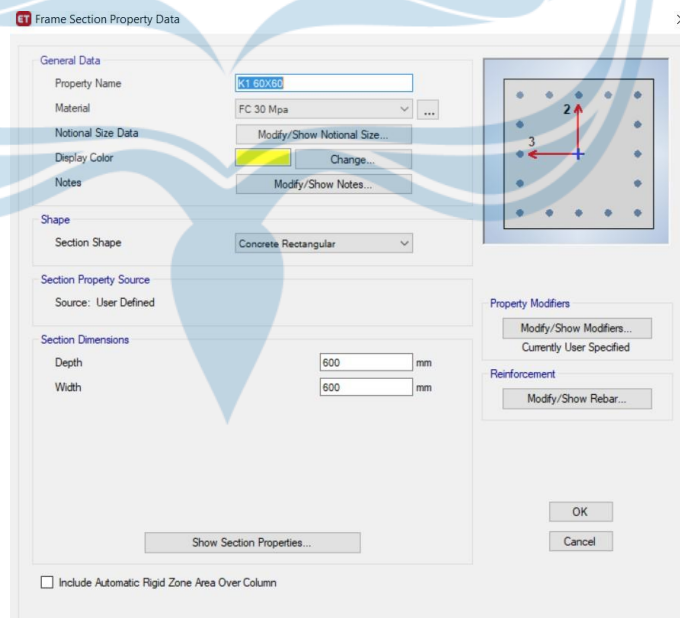 ET Frame Section Property Data
General Data
Property Name K1 60X60
Material FC 30 Mpa ...
Notional Size Data Modify/Show Notional Size...
Display Color Change...
Notes Modify/Show Notes...
Shape
Section Shape Concrete Rectangular
Section Property Source
Source: User Defined
Section Dimensions
Depth 600 mm
Width 600 mm
Show Section Properties...
Include Automatic Rigid Zone Area Over Column
2
3
Property Modifiers
Modify/Show Modifiers...
Currently User Specified
Reinforcement
Modify/Show Rebar...
OK
Cancel